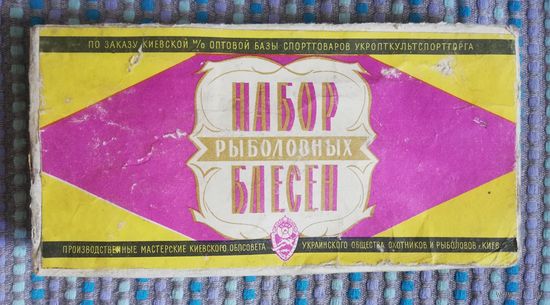 ПО ЗАКАЗУ КИЕВСКОЙ М/О ОПТОВОЙ БАЗЫ СПОРТТОВАРОВ УКРОПТКУЛЬТСПОРТТОРГА
НАБОР
РЫБОЛОВНЫХ
БЛЕСЕН
ПРОИЗВОДСТВЕННЫЕ МАСТЕРСКИЕ КИЕВСКОГО ОБЛСОВЕТА УКРАИНСКОГО ОБЩЕСТВА ОХОТНИКОВ И РЫБОЛОВОВ · КИЕВ